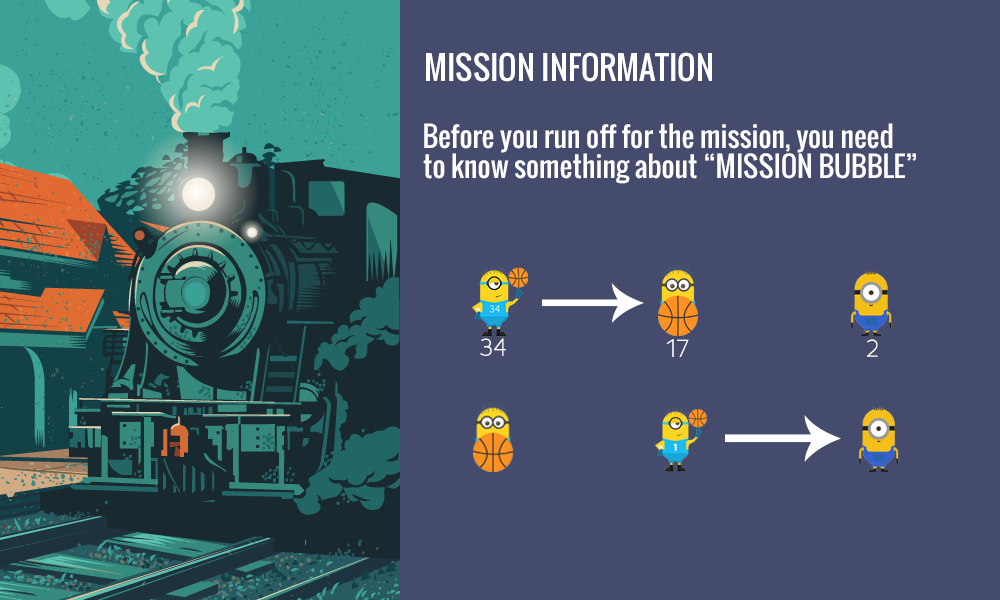 MISSION INFORMATION
Before you run off for the mission, you need
to know something about “MISSION BUBBLE”
34
34
17
2
1